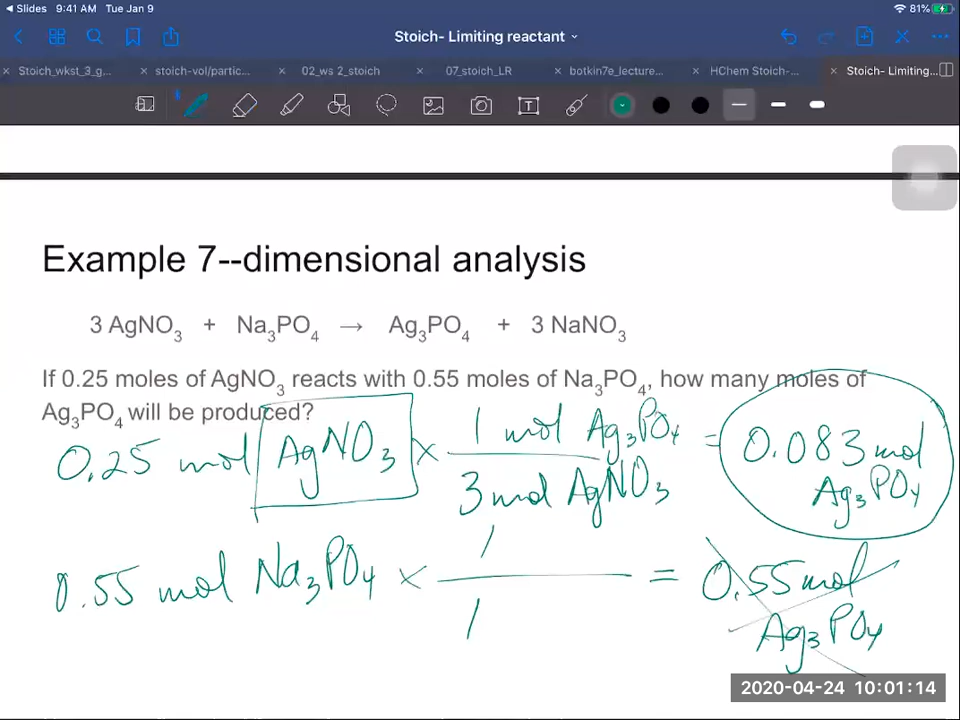 Slides 9:41 AM Tue Jan 9 81%
Stoich- Limiting reactant
Stoich_wkst_3_g... stoich-vol/partic... 02_ws 2_stoich 07_stoich_LR botkin7e_lecture... HChem Stoich-... Stoich- Limiting...
T
Example 7--dimensional analysis
3 AgNO₃ + Na₃PO₄ → Ag₃PO₄ + 3 NaNO₃
If 0.25 moles of AgNO₃ reacts with 0.55 moles of Na₃PO₄, how many moles of
Ag₃PO₄ will be produced?
0.25 mol AgNO₃ × 1 mol Ag₃PO₄ = 0.083 mol
3 mol AgNO₃ Ag₃PO₄
0.55 mol Na₃PO₄ × 1 = 0.55 mol
1 Ag₃PO₄
2020-04-24 10:01:14